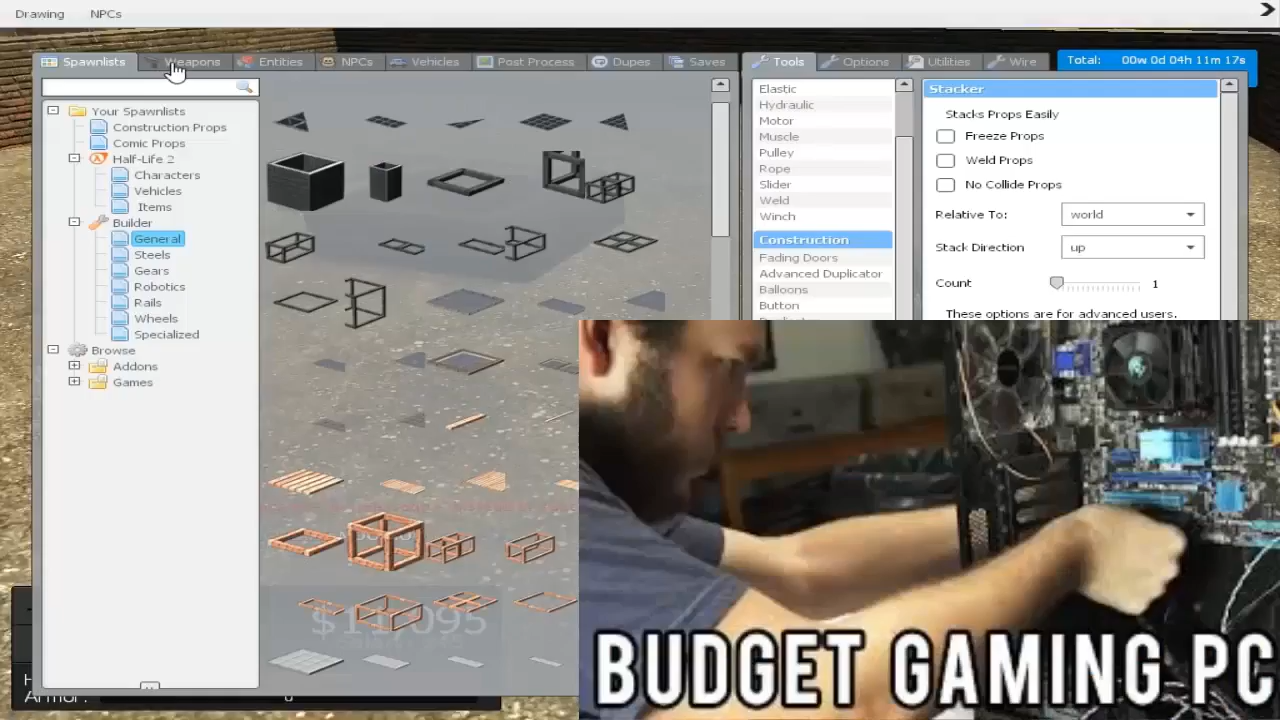 Drawing NPCs
Spawnlists Weapons Entities NPCs Vehicles Post Process Dupes Saves Tools Options Utilities Wire Total: 00w 0d 04h 11m 17s
Your Spawnlists
Construction Props
Comic Props
Half-Life 2
Characters
Vehicles
Items
Builder
General
Steels
Gears
Robotics
Rails
Wheels
Specialized
Browse
Addons
Games
Elastic
Hydraulic
Motor
Muscle
Pulley
Rope
Slider
Weld
Winch
Construction
Fading Doors
Advanced Duplicator
Balloons
Button
Stacker
Stacks Props Easily
Freeze Props
Weld Props
No Collide Props
Relative To: world
Stack Direction up
Count 1
These options are for advanced users.
$11,095
Armor:
BUDGET GAMING PC